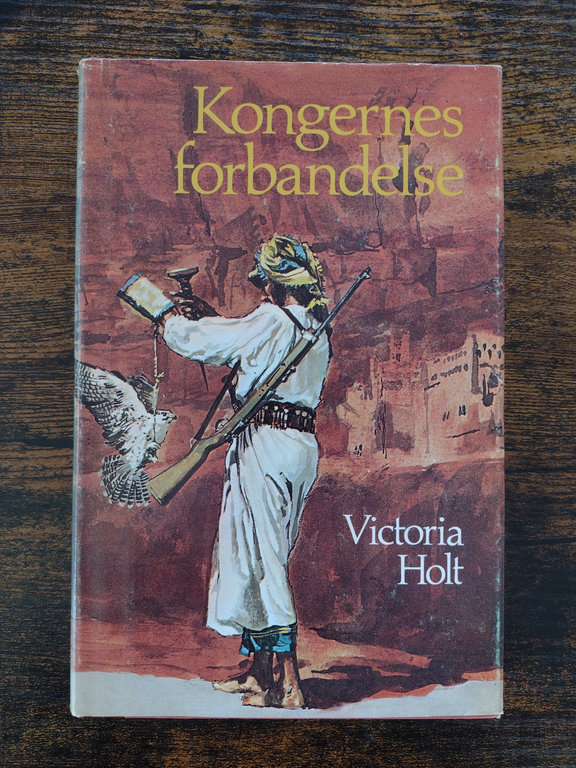 Kongernes
forbandelse
Victoria
Holt